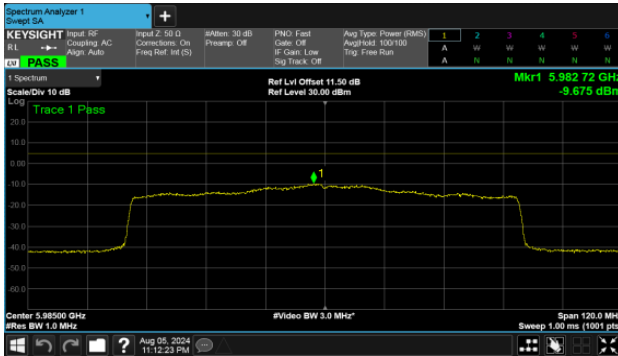 Spectrum Analyzer 1
Swept SA
+
KEYSIGHT Input: RF Input Z: 50 Ω #Atten: 30 dB PNO: Fast Avg Type: Power (RMS) 1 2 3 4 5 6
RL Coupling: AC Corrections: On Preamp: Off Gate: Off Avg|Hold: 100/100 A W W W W W
Align: Auto Freq Ref: Int (S) IF Gain: Low Trig: Free Run
LXI PASS Sig Track: Off A N N N N N
1 Spectrum Ref Lvl Offset 11.50 dB Mkr1 5.982 72 GHz
Scale/Div 10 dB Ref Level 30.00 dBm -9.675 dBm
Log
Trace 1 Pass
20.0
10.0
0.00
1
-10.0
-20.0
-30.0
-40.0
-50.0
-60.0
Center 5.98500 GHz #Video BW 3.0 MHz* Span 120.0 MHz
#Res BW 1.0 MHz Sweep 1.00 ms (1001 pts
? Aug 05, 2024
11:12:23 PM